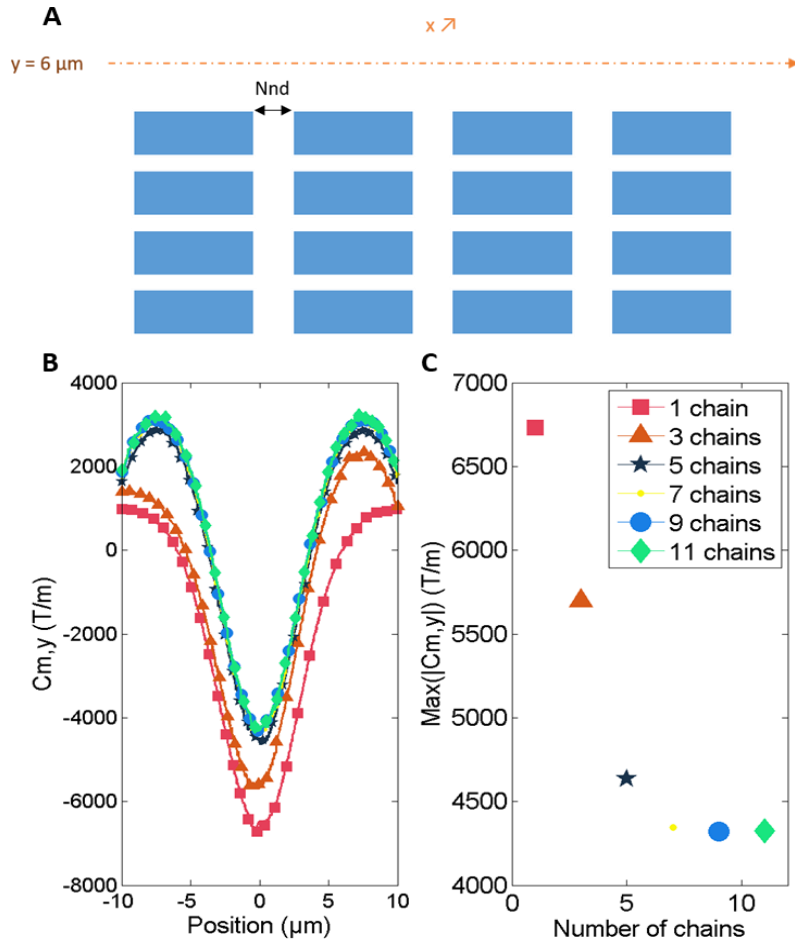 A
x ↗
y = 6 µm
Nnd
B
4000
2000
0
-2000
-4000
-6000
-8000
-10
-5
0
5
10
Cm,y (T/m)
Position (µm)
C
7000
6500
6000
5500
5000
4500
4000
0
5
10
Max(|Cm,y|) (T/m)
Number of chains
1 chain
3 chains
5 chains
7 chains
9 chains
11 chains